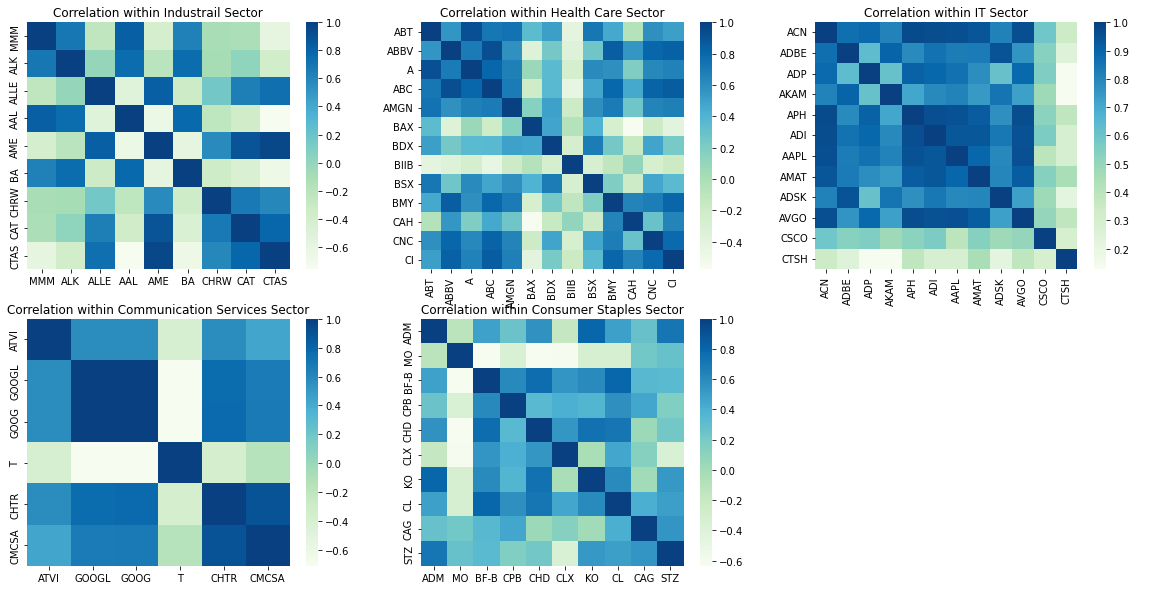 Correlation within Industrail Sector
MMM
ALK
ALLE
AAL
AME
BA
CHRW
CAT
CTAS
MMM ALK ALLE AAL AME BA CHRW CAT CTAS
1.0
0.8
0.6
0.4
0.2
0.0
−0.2
−0.4
−0.6
Correlation within Health Care Sector
ABT
ABBV
A
ABC
AMGN
BAX
BDX
BIIB
BSX
BMY
CAH
CNC
CI
ABT ABBV A ABC AMGN BAX BDX BIIB BSX BMY CAH CNC CI
1.0
0.8
0.6
0.4
0.2
0.0
−0.2
−0.4
Correlation within IT Sector
ACN
ADBE
ADP
AKAM
APH
ADI
AAPL
AMAT
ADSK
AVGO
CSCO
CTSH
ACN ADBE ADP AKAM APH ADI AAPL AMAT ADSK AVGO CSCO CTSH
1.0
0.9
0.8
0.7
0.6
0.5
0.4
0.3
0.2
Correlation within Communication Services Sector
ATVI
GOOGL
GOOG
T
CHTR
CMCSA
ATVI GOOGL GOOG T CHTR CMCSA
1.0
0.8
0.6
0.4
0.2
0.0
−0.2
−0.4
−0.6
Correlation within Consumer Staples Sector
ADM
MO
BF-B
CPB
CHD
CLX
KO
CL
CAG
STZ
ADM MO BF-B CPB CHD CLX KO CL CAG STZ
1.0
0.8
0.6
0.4
0.2
0.0
−0.2
−0.4
−0.6